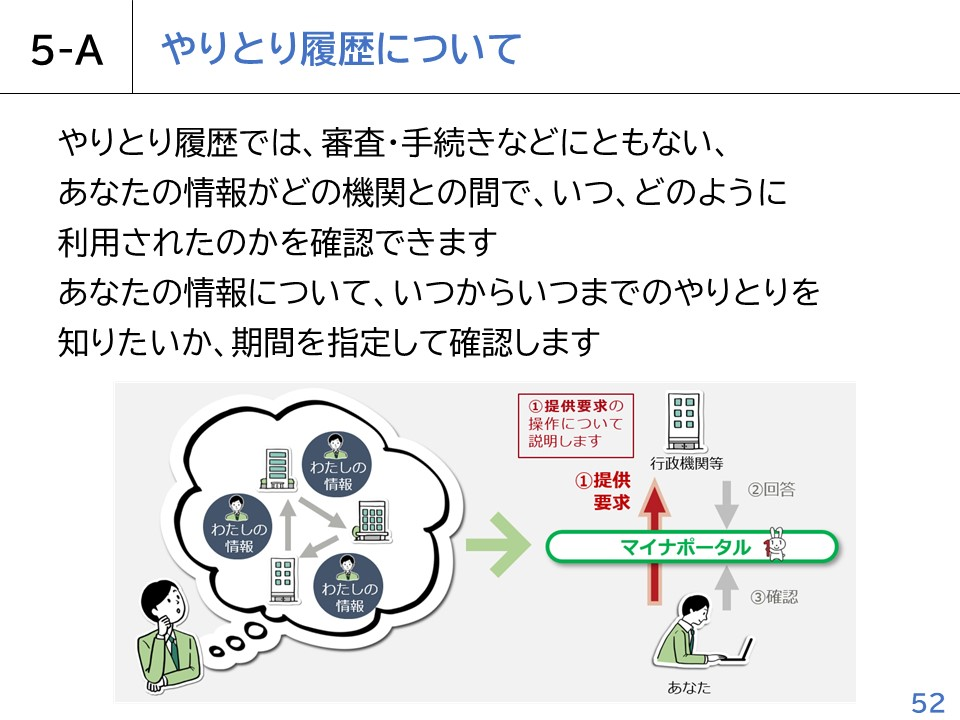 5-A
やりとり履歴について
やりとり履歴では、審査・手続きなどにともない、
あなたの情報がどの機関との間で、いつ、どのように
利用されたのかを確認できます
あなたの情報について、いつからいつまでのやりとりを
知りたいか、期間を指定して確認します
わたしの
情報
わたしの
情報
わたしの
情報
①提供要求の
操作について
説明します
行政機関等
①提供
要求
②回答
マイナポータル
③確認
あなた
52